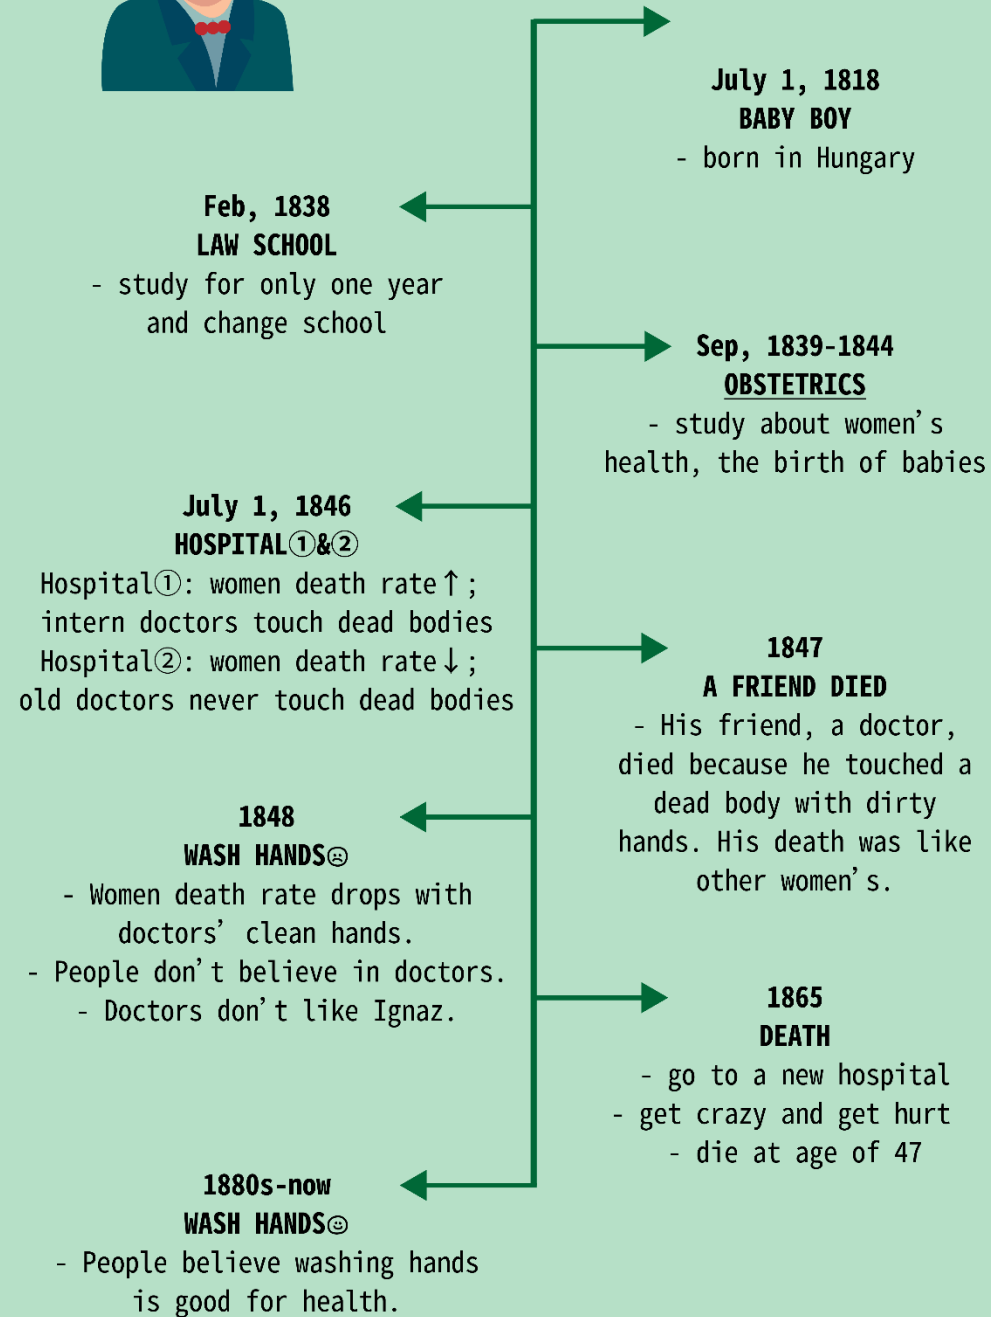 July 1, 1818
BABY BOY
- born in Hungary
Feb, 1838
LAW SCHOOL
- study for only one year
and change school
Sep, 1839-1844
OBSTETRICS
- study about women's
health, the birth of babies
July 1, 1846
HOSPITAL①&②
Hospital①: women death rate↑;
intern doctors touch dead bodies
Hospital②: women death rate↓;
old doctors never touch dead bodies
1847
A FRIEND DIED
- His friend, a doctor,
died because he touched a
dead body with dirty
hands. His death was like
other women's.
1848
WASH HANDS☹
- Women death rate drops with
doctors' clean hands.
- People don't believe in doctors.
- Doctors don't like Ignaz.
1865
DEATH
- go to a new hospital
- get crazy and get hurt
- die at age of 47
1880s-now
WASH HANDS☺
- People believe washing hands
is good for health.